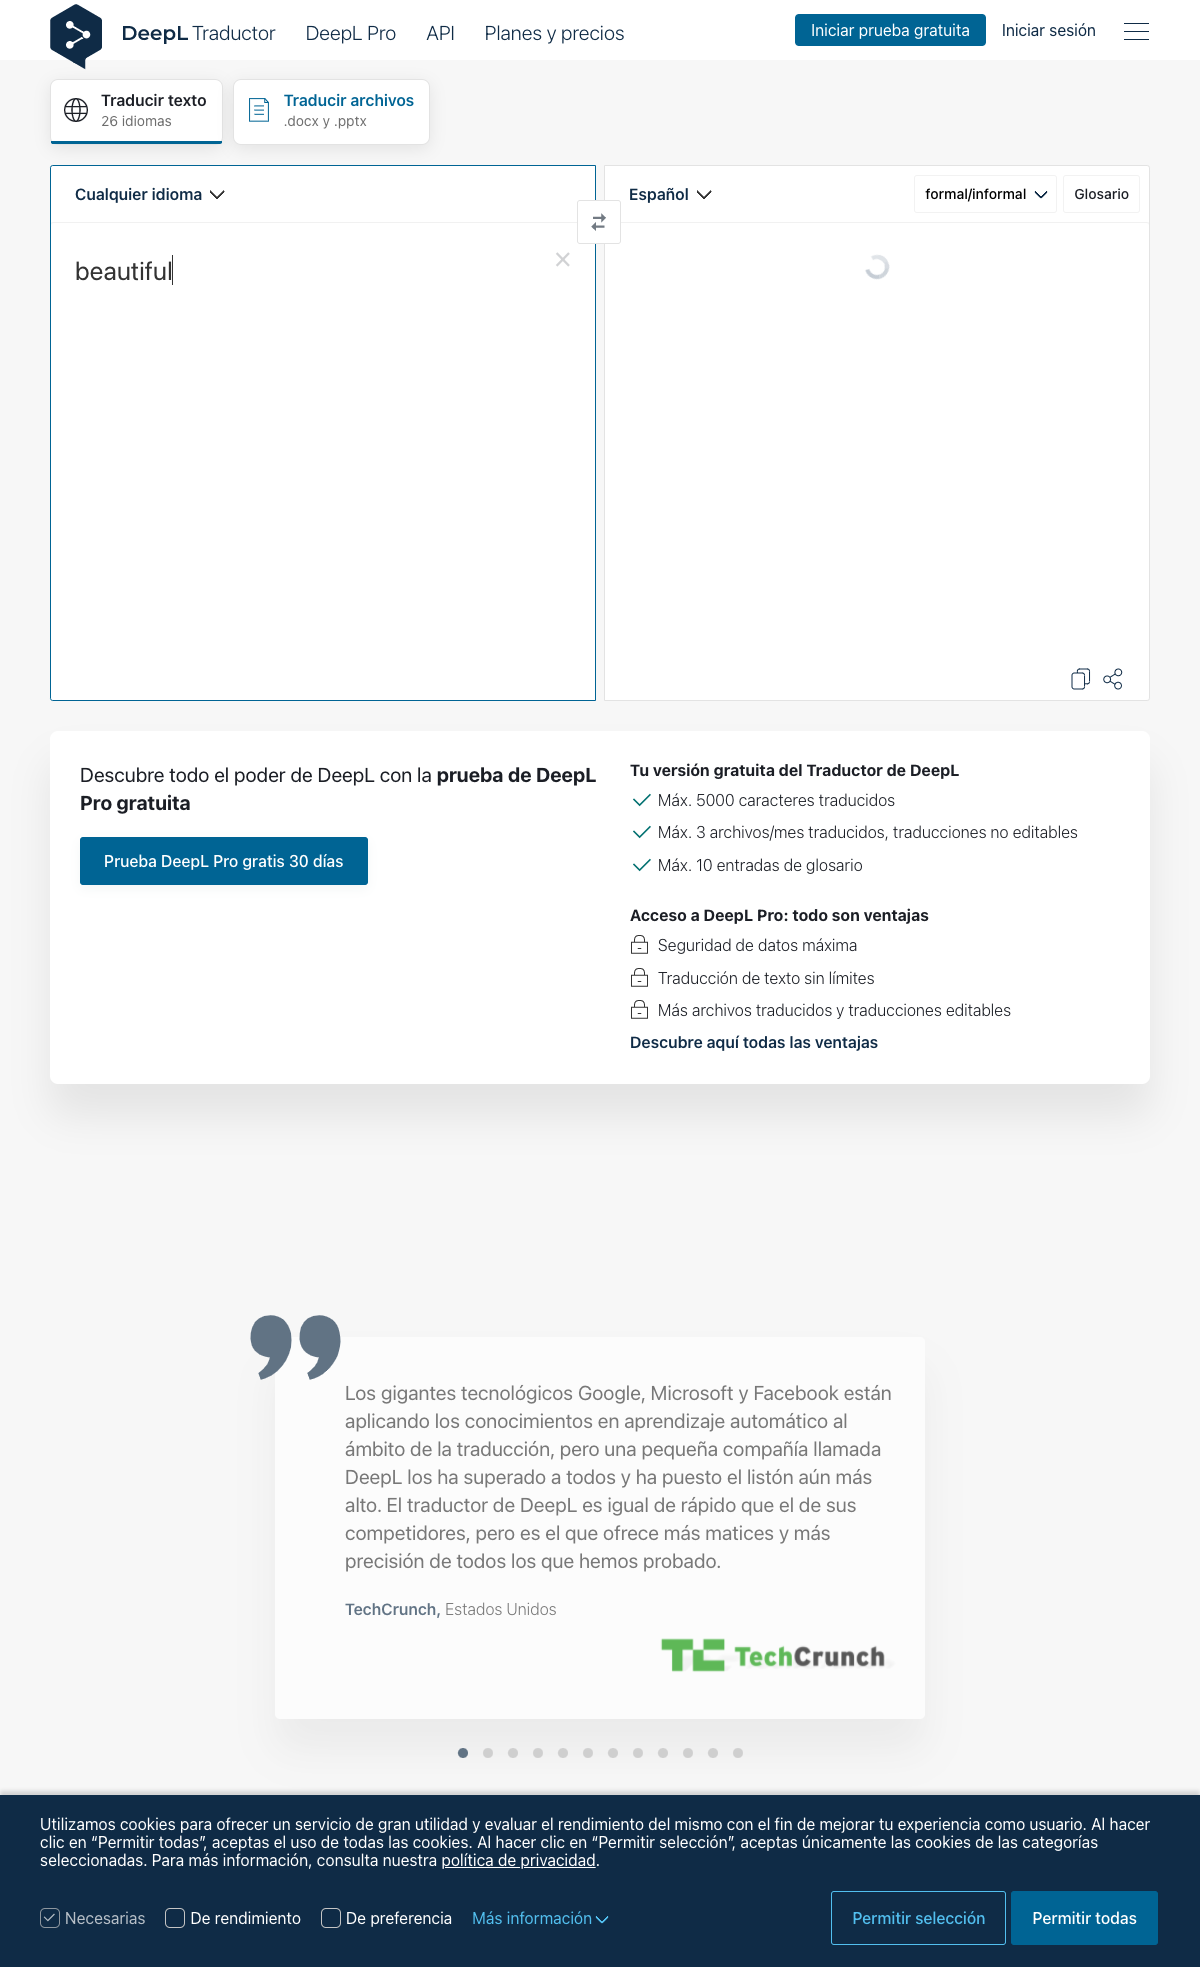 DeepL Traductor
DeepL Pro
API
Planes y precios
Iniciar prueba gratuita
Iniciar sesión
Traducir texto
26 idiomas
Traducir archivos
.docx y .pptx
Cualquier idioma
Español
formal/informal
Glosario
beautiful
Descubre todo el poder de DeepL con la prueba de DeepL
Pro gratuita
Prueba DeepL Pro gratis 30 días
Tu versión gratuita del Traductor de DeepL
Máx. 5000 caracteres traducidos
Máx. 3 archivos/mes traducidos, traducciones no editables
Máx. 10 entradas de glosario
Acceso a DeepL Pro: todo son ventajas
Seguridad de datos máxima
Traducción de texto sin límites
Más archivos traducidos y traducciones editables
Descubre aquí todas las ventajas
Los gigantes tecnológicos Google, Microsoft y Facebook están
aplicando los conocimientos en aprendizaje automático al
ámbito de la traducción, pero una pequeña compañía llamada
DeepL los ha superado a todos y ha puesto el listón aún más
alto. El traductor de DeepL es igual de rápido que el de sus
competidores, pero es el que ofrece más matices y más
precisión de todos los que hemos probado.
TechCrunch, Estados Unidos
TC TechCrunch
Utilizamos cookies para ofrecer un servicio de gran utilidad y evaluar el rendimiento del mismo con el fin de mejorar tu experiencia como usuario. Al hacer
clic en “Permitir todas”, aceptas el uso de todas las cookies. Al hacer clic en “Permitir selección”, aceptas únicamente las cookies de las categorías
seleccionadas. Para más información, consulta nuestra política de privacidad.
Necesarias
De rendimiento
De preferencia
Más información
Permitir selección
Permitir todas